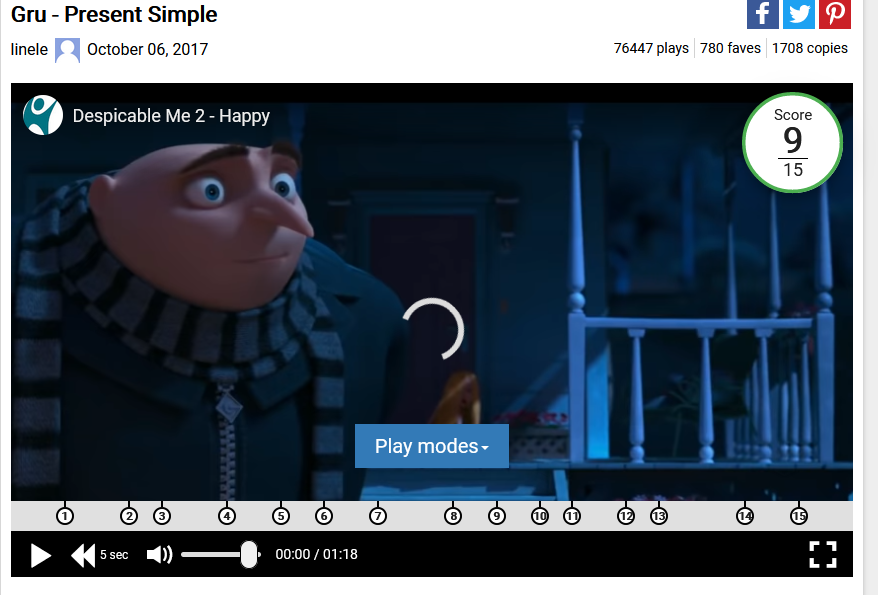 Gru - Present Simple
linele October 06, 2017
76447 plays 780 faves 1708 copies
Despicable Me 2 - Happy
Score
9
15
Play modes
1 2 3 4 5 6 7 8 9 10 11 12 13 14 15
5 sec 00:00 / 01:18